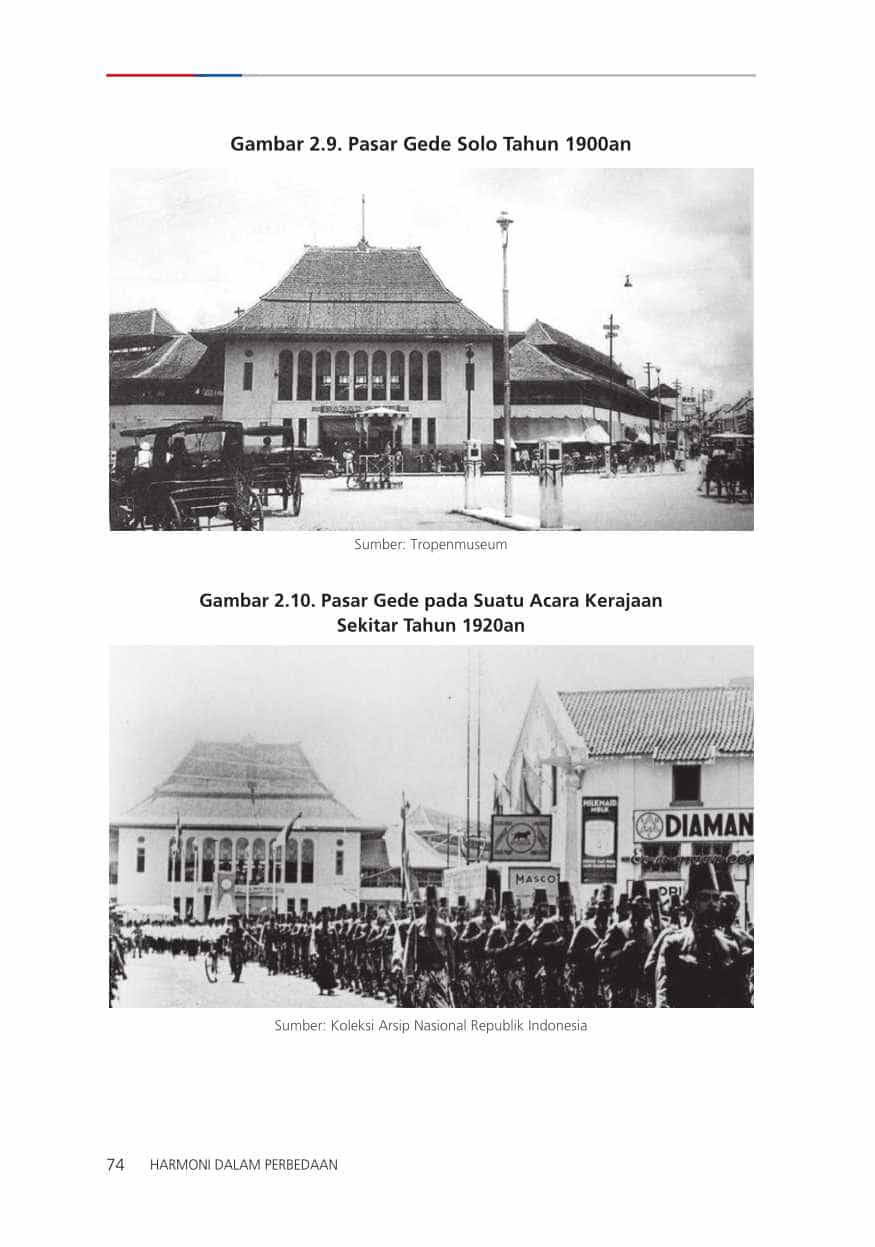 Gambar 2.9. Pasar Gede Solo Tahun 1900an
Sumber: Tropenmuseum
Gambar 2.10. Pasar Gede pada Suatu Acara Kerajaan
Sekitar Tahun 1920an
MILKMAID
MILK
DIAMAN
MASCO
Sumber: Koleksi Arsip Nasional Republik Indonesia
74 HARMONI DALAM PERBEDAAN